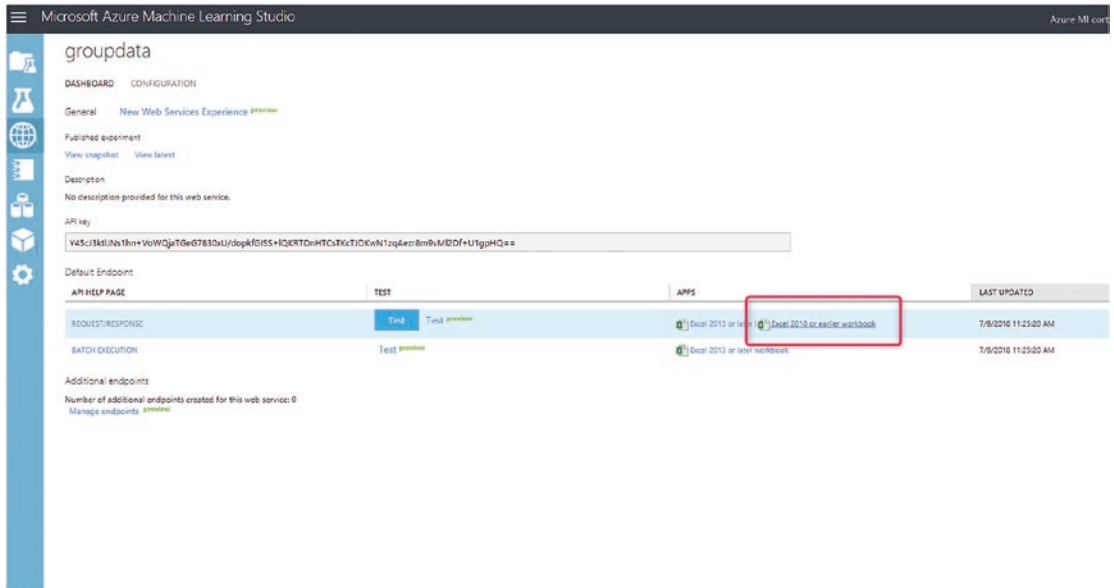 Microsoft Azure Machine Learning Studio Azure Ml cort
groupdata
DASHBOARD CONFIGURATION
General New Web Services Experience preview
Published experiment
View snapshot View latest
Description
No description provided for this web service.
API key
Default Endpoint
API HELP PAGE TEST APPS LAST UPDATED
REQUEST/RESPONSE Test Test preview Excel 2013 or later Excel 2010 or earlier workbook 7/9/2018 11:25:20 AM
BATCH EXECUTION Test preview Excel 2013 or later workbook 7/9/2018 11:25:20 AM
Additional endpoints
Number of additional endpoints created for this web service: 0
Manage endpoints preview